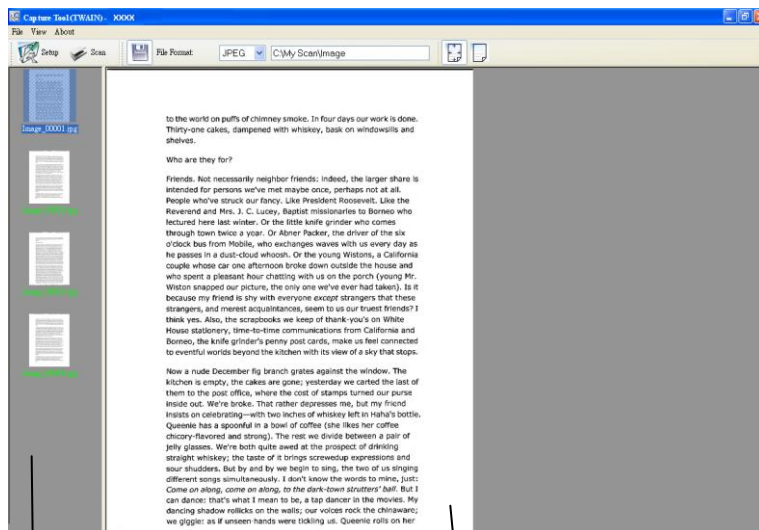 Capture Tool(TWAIN) - XXXX
File View About
Setup Scan File Format: JPEG C:\My Scan\Image
Image_00001.jpg
to the world on puffs of chimney smoke. In four days our work is done.
Thirty-one cakes, dampened with whiskey, bask on windowsills and
shelves.
Who are they for?
Friends. Not necessarily neighbor friends: indeed, the larger share is
intended for persons we've met maybe once, perhaps not at all.
People who've struck our fancy. Like President Roosevelt. Like the
Reverend and Mrs. J. C. Lucey, Baptist missionaries to Borneo who
lectured here last winter. Or the little knife grinder who comes
through town twice a year. Or Abner Packer, the driver of the six
o'clock bus from Mobile, who exchanges waves with us every day as
he passes in a dust-cloud whoosh. Or the young Wistons, a California
couple whose car one afternoon broke down outside the house and
who spent a pleasant hour chatting with us on the porch (young Mr.
Wiston snapped our picture, the only one we've ever had taken). Is it
because my friend is shy with everyone except strangers that these
strangers, and merest acquaintances, seem to us our truest friends? I
think yes. Also, the scrapbooks we keep of thank-you's on White
House stationery, time-to-time communications from California and
Borneo, the knife grinder's penny post cards, make us feel connected
to eventful worlds beyond the kitchen with its view of a sky that stops.
Now a nude December fig branch grates against the window. The
kitchen is empty, the cakes are gone; yesterday we carted the last of
them to the post office, where the cost of stamps turned our purse
inside out. We're broke. That rather depresses me, but my friend
insists on celebrating—with two inches of whiskey left in Haha's bottle.
Queenie has a spoonful in a bowl of coffee (she likes her coffee
chicory-flavored and strong). The rest we divide between a pair of
jelly glasses. We're both quite awed at the prospect of drinking
straight whiskey; the taste of it brings screwedup expressions and
sour shudders. But by and by we begin to sing, the two of us singing
different songs simultaneously. I don't know the words to mine, just:
Come on along, come on along, to the dark-town strutters' ball. But I
can dance: that's what I mean to be, a tap dancer in the movies. My
dancing shadow rollicks on the walls; our voices rock the chinaware;
we giggle: as if unseen hands were tickling us. Queenie rolls on her